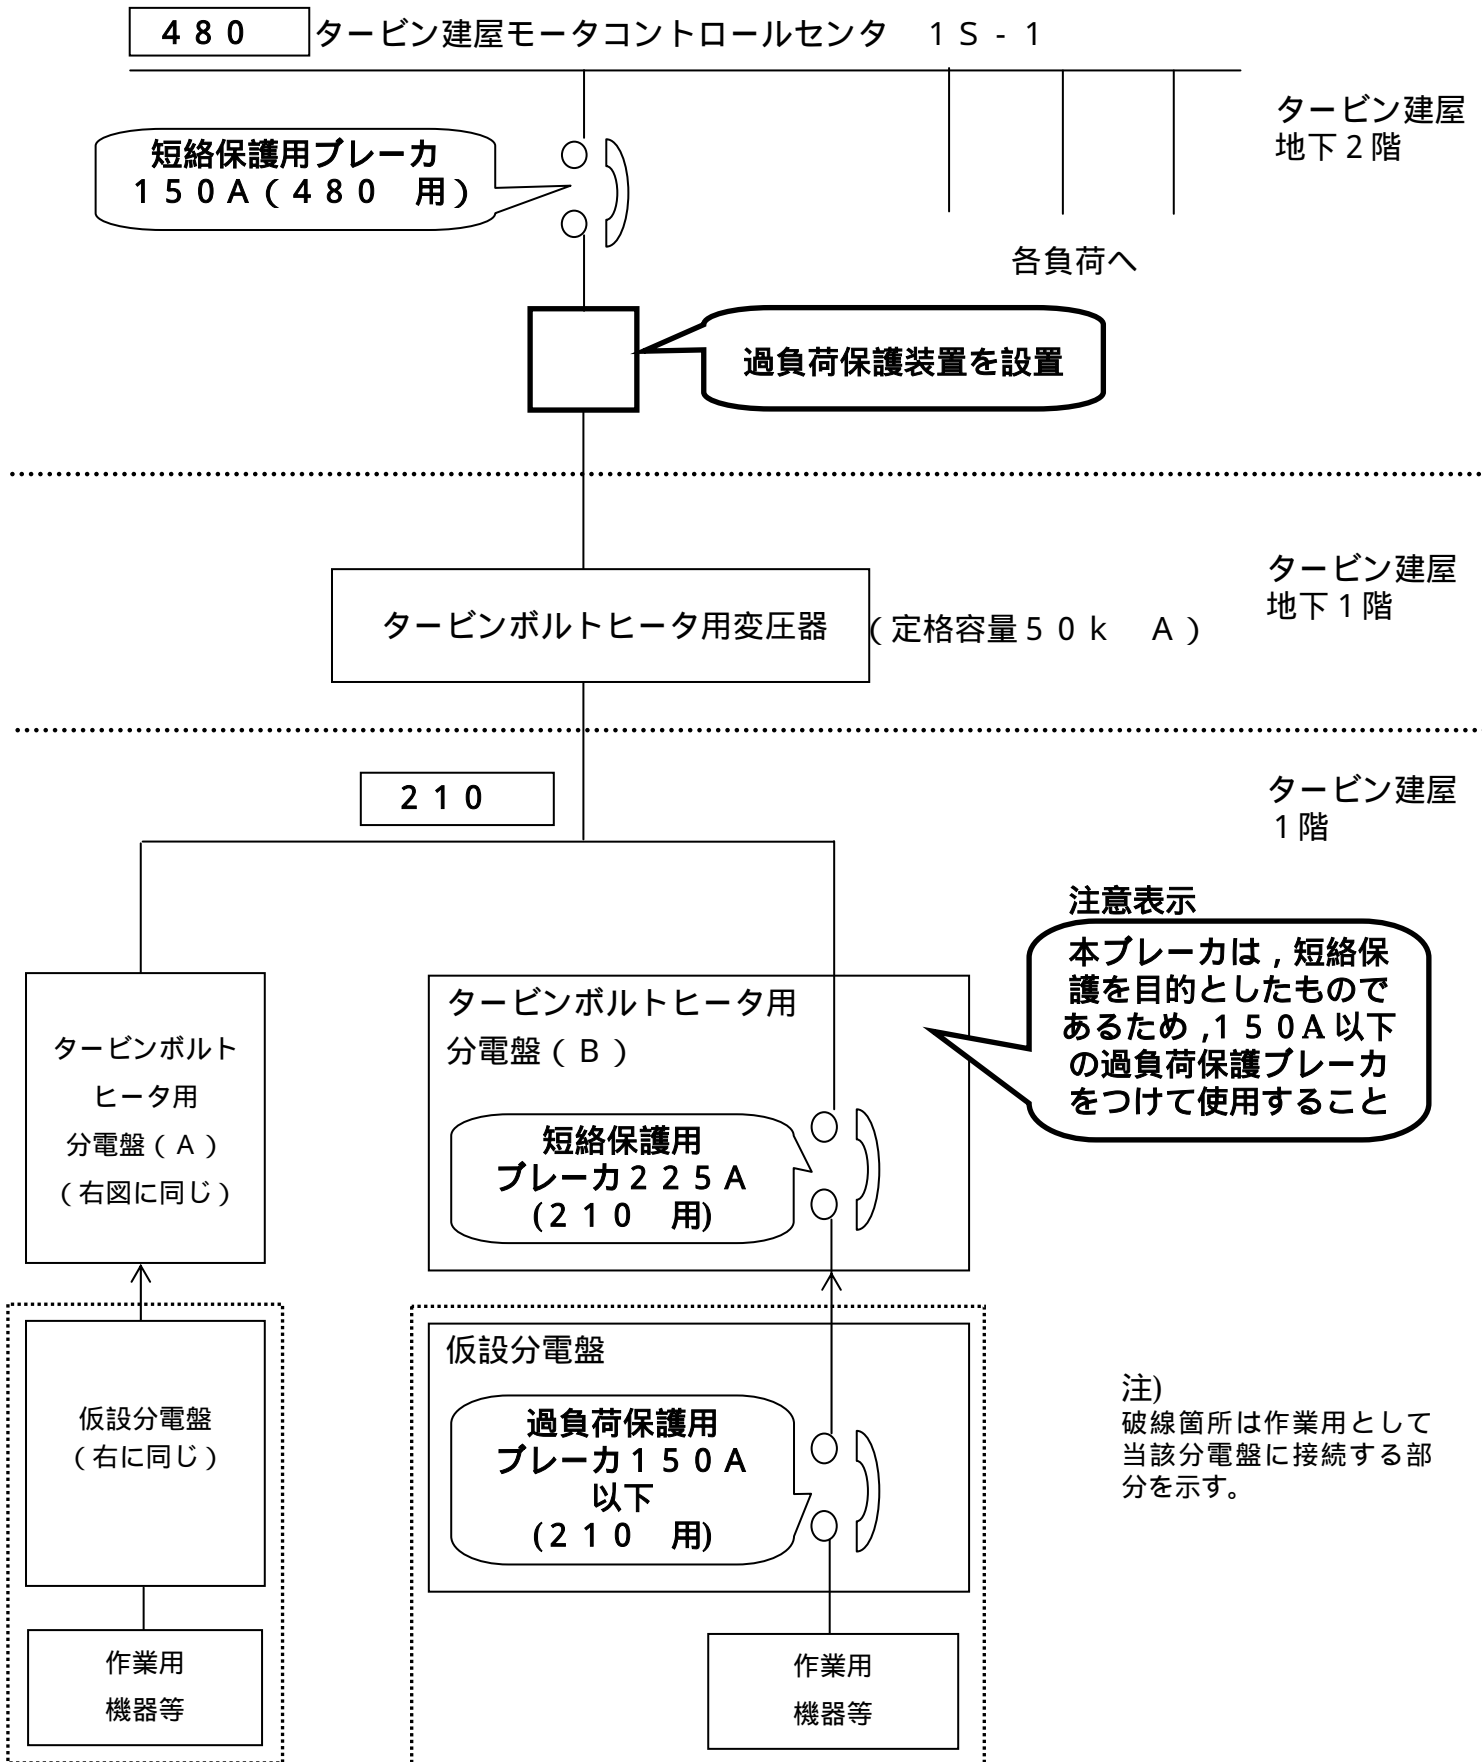 ４８０
タービン建屋モータコントロールセンタ　１Ｓ-１
タービン建屋
地下２階
短絡保護用ブレーカ
１５０Ａ(４８０　用)
各負荷へ
過負荷保護装置を設置
タービン建屋
地下１階
タービンボルトヒータ用変圧器
(定格容量５０ｋ　Ａ)
２１０
タービン建屋
１階
注意表示
本ブレーカは，短絡保
護を目的としたもので
あるため，１５０A以下
の過負荷保護ブレーカ
をつけて使用すること
タービンボルト
ヒータ用
分電盤(Ａ)
(右図に同じ)
タービンボルトヒータ用
分電盤(Ｂ)
短絡保護用
ブレーカ２２５Ａ
(２１０　用)
仮設分電盤
(右に同じ)
仮設分電盤
過負荷保護用
ブレーカ１５０Ａ
以下
(２１０　用)
注)
破線箇所は作業用として
当該分電盤に接続する部
分を示す。
作業用
機器等
作業用
機器等